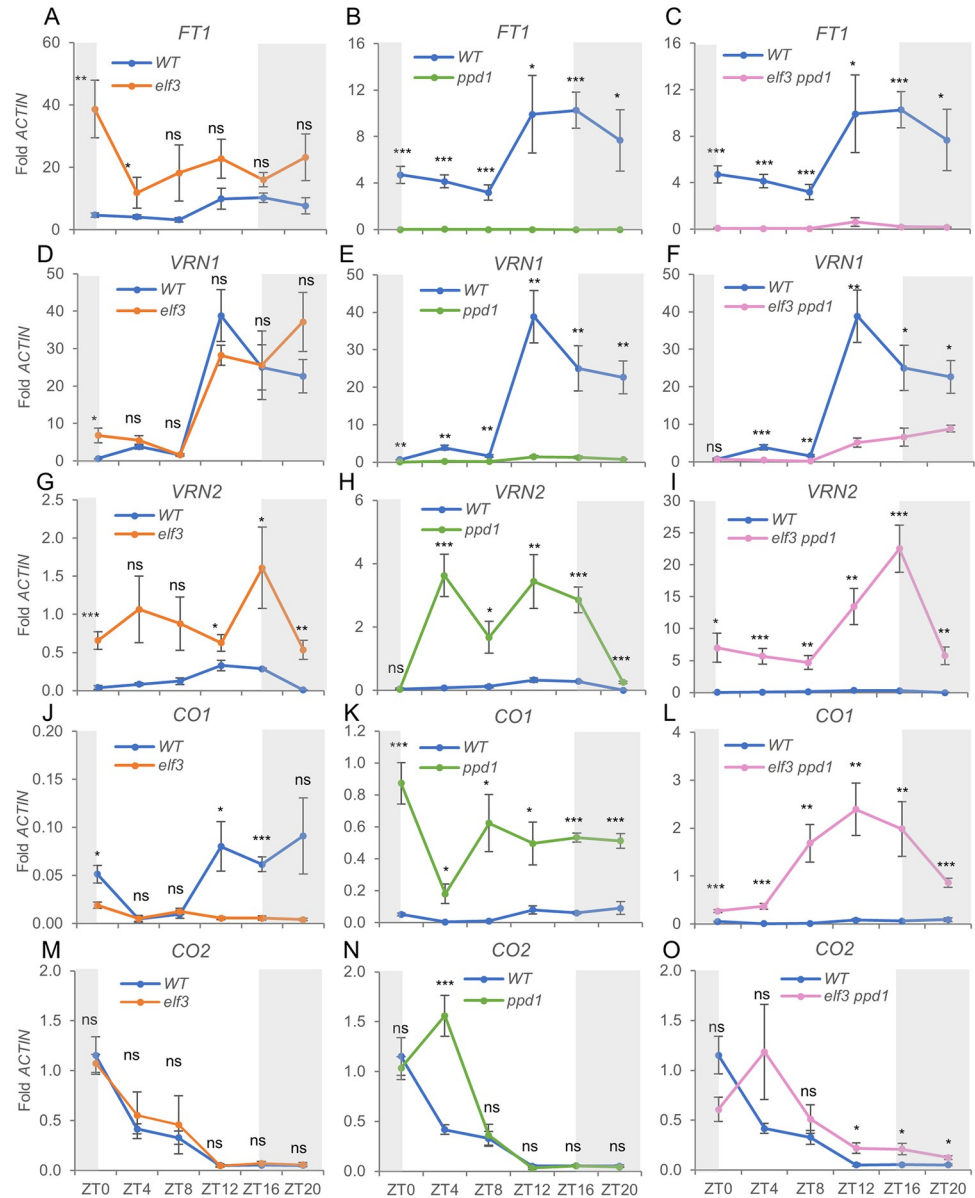 A
FT1
WT
elf3
60
40
20
0
Fold ACTIN
**
*
ns
ns
ns
ns
B
FT1
WT
ppd1
16
12
8
4
0
***
***
***
*
***
*
C
FT1
WT
elf3 ppd1
16
12
8
4
0
***
***
***
*
***
*
D
VRN1
WT
elf3
50
40
30
20
10
0
Fold ACTIN
*
ns
ns
ns
ns
ns
E
VRN1
WT
ppd1
50
40
30
20
10
0
**
**
**
**
**
**
F
VRN1
WT
elf3 ppd1
50
40
30
20
10
0
ns
***
**
**
*
*
G
VRN2
WT
elf3
2.5
2.0
1.5
1.0
0.5
0.0
Fold ACTIN
***
ns
ns
*
*
**
H
VRN2
WT
ppd1
6
4
2
0
ns
***
*
**
***
***
I
VRN2
WT
elf3 ppd1
30
25
20
15
10
5
0
*
***
**
**
***
**
J
CO1
WT
elf3
0.20
0.15
0.10
0.05
0.00
Fold ACTIN
*
ns
ns
*
***
ns
K
CO1
WT
ppd1
1.2
1.0
0.8
0.6
0.4
0.2
0.0
***
*
*
*
***
***
L
CO1
WT
elf3 ppd1
4
3
2
1
0
***
***
**
**
**
***
M
CO2
WT
elf3
2.0
1.5
1.0
0.5
0.0
Fold ACTIN
ns
ns
ns
ns
ns
ns
ZT0 ZT4 ZT8 ZT12 ZT16 ZT20
N
CO2
WT
ppd1
2.0
1.5
1.0
0.5
0.0
ns
***
ns
ns
ns
ns
ZT0 ZT4 ZT8 ZT12 ZT16 ZT20
O
CO2
WT
elf3 ppd1
2.0
1.5
1.0
0.5
0.0
ns
ns
ns
*
*
*
ZT0 ZT4 ZT8 ZT12 ZT16 ZT20